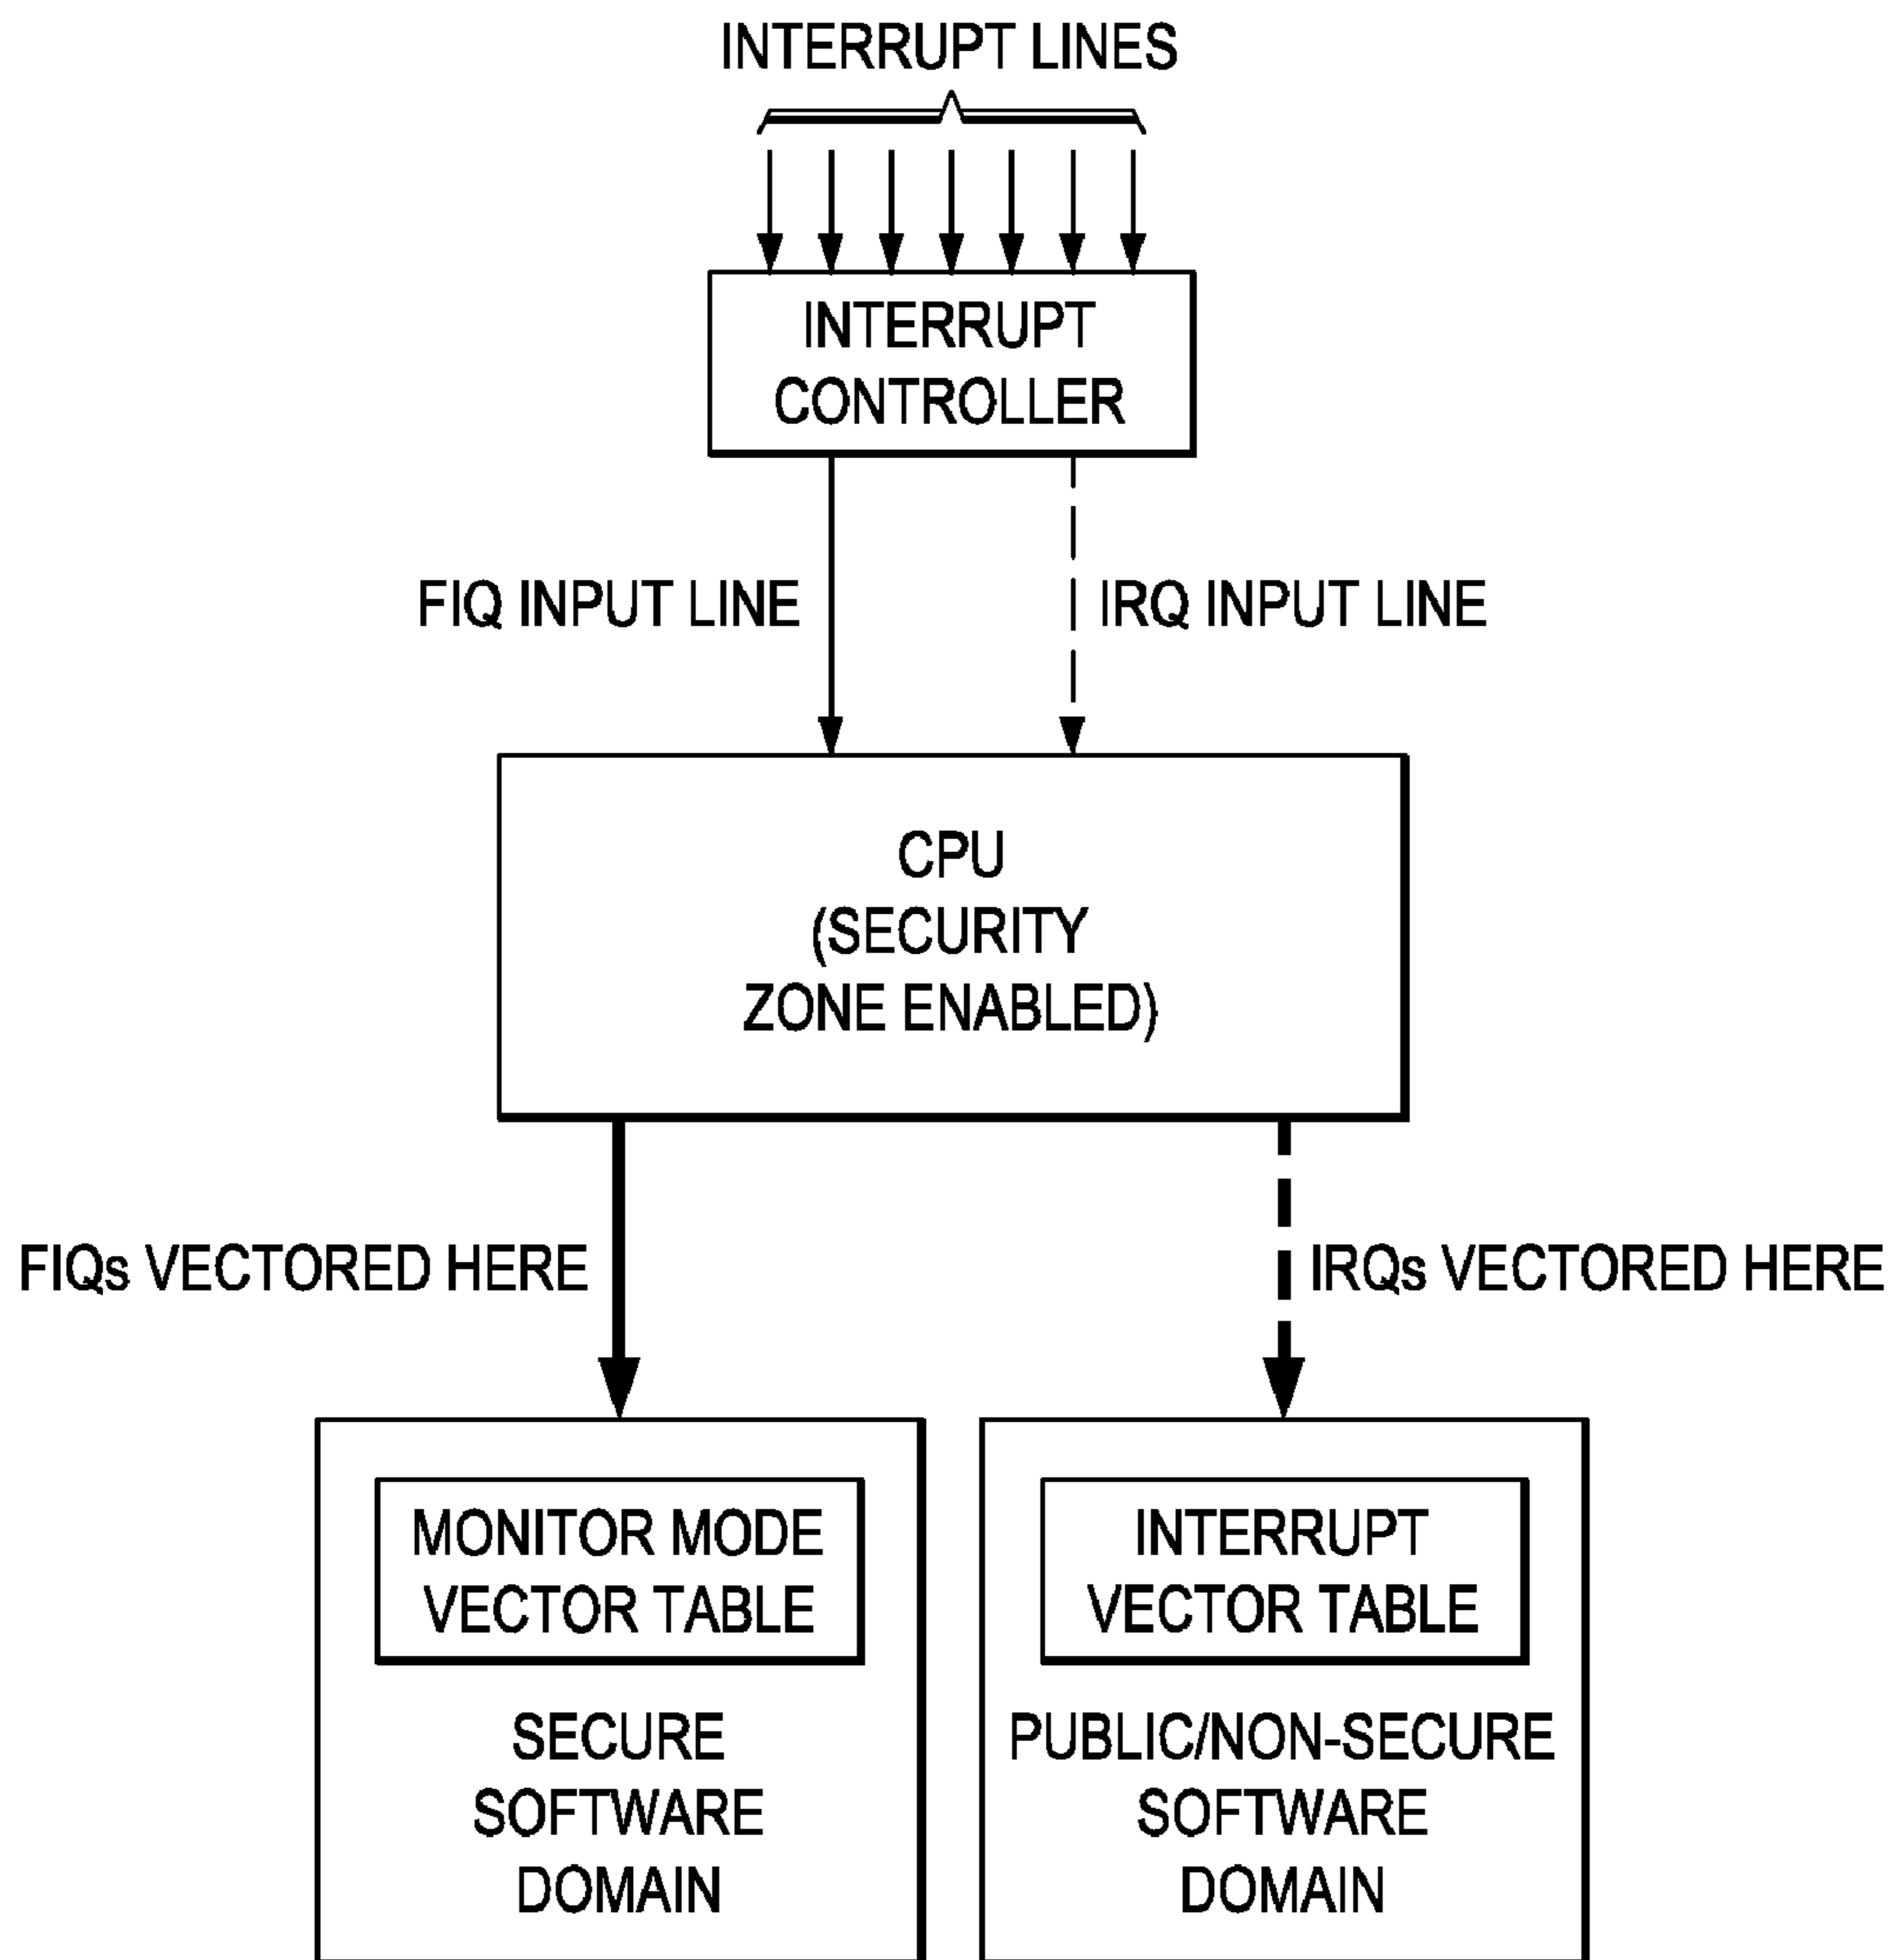 INTERRUPT LINES
INTERRUPT
CONTROLLER
FIQ INPUT LINE
IRQ INPUT LINE
CPU
(SECURITY
ZONE ENABLED)
FIQs VECTORED HERE
IRQs VECTORED HERE
MONITOR MODE
VECTOR TABLE
SECURE
SOFTWARE
DOMAIN
INTERRUPT
VECTOR TABLE
PUBLIC/NON-SECURE
SOFTWARE
DOMAIN